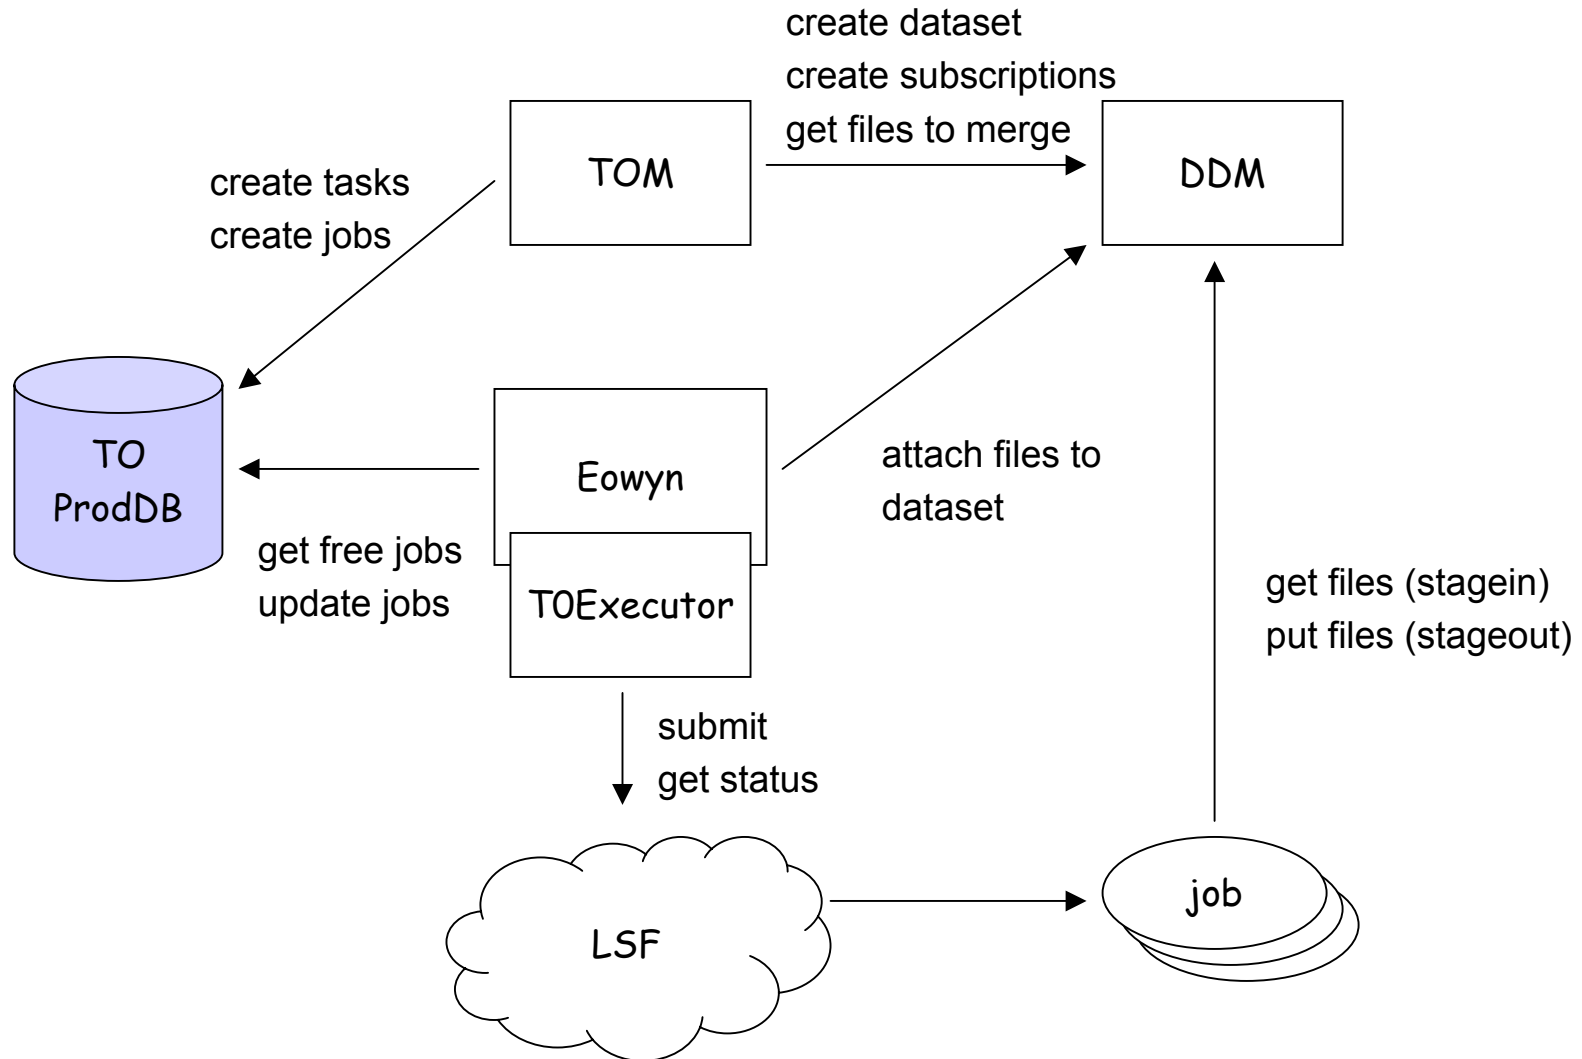 create dataset
create subscriptions
get files to merge
TOM
DDM
create tasks
create jobs
TO
ProdDB
Eowyn
attach files to
dataset
get free jobs
update jobs
T0Executor
get files (stagein)
put files (stageout)
submit
get status
job
LSF